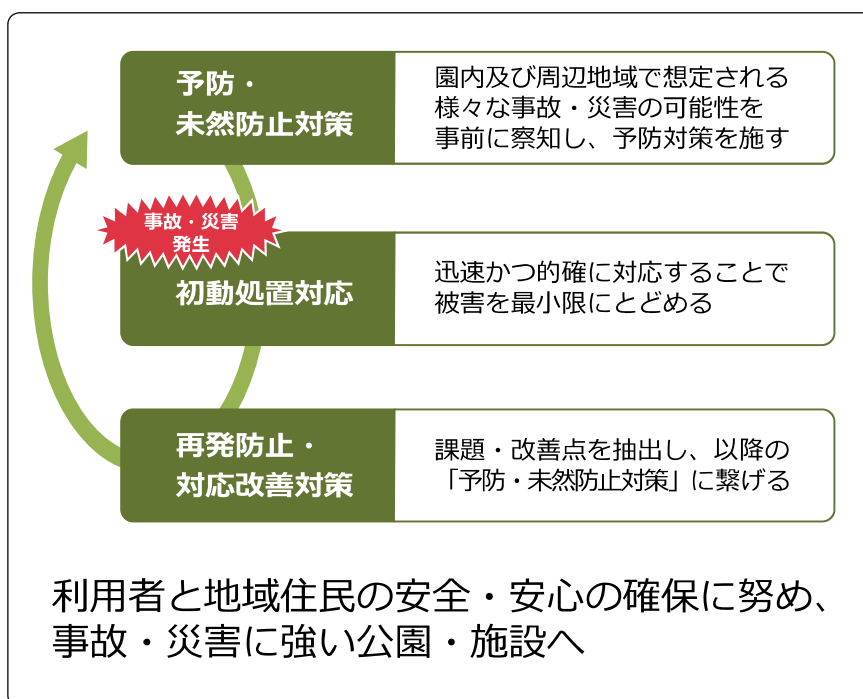 予防・
未然防止対策
園内及び周辺地域で想定される
様々な事故・災害の可能性を
事前に察知し、予防対策を施す
事故・災害
発生
初動処置対応
迅速かつ的確に対応することで
被害を最小限にとどめる
再発防止・
対応改善対策
課題・改善点を抽出し、以降の
「予防・未然防止対策」に繋げる
利用者と地域住民の安全・安心の確保に努め、
事故・災害に強い公園・施設へ